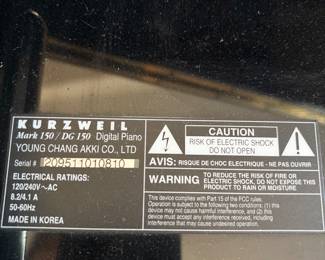 KURZWEIL
Mark 150 / DG 150 Digital Piano
YOUNG CHANG AKKI CO., LTD
Serial # 209511010810
ELECTRICAL RATINGS:
120/240V~AC
8.2/4.1 A
50-60Hz
MADE IN KOREA
CAUTION
RISK OF ELECTRIC SHOCK
DO NOT OPEN
AVIS: RISQUE DE CHOC ELECTRIQUE - NE PAS OUVRIR
WARNING TO REDUCE THE RISK OF FIRE OR
ELECTRIC SHOCK DO NOT EXPOSE
THIS EQUIPMENT TO RAIN OR MOISTURE
This device complies with Part 15 of the FCC rules.
Operation is subject to the following two conditions: (1) this
device may not cause harmful interference, and (2) this
device must accept any interference received, including
interference that may cause undesired operation.